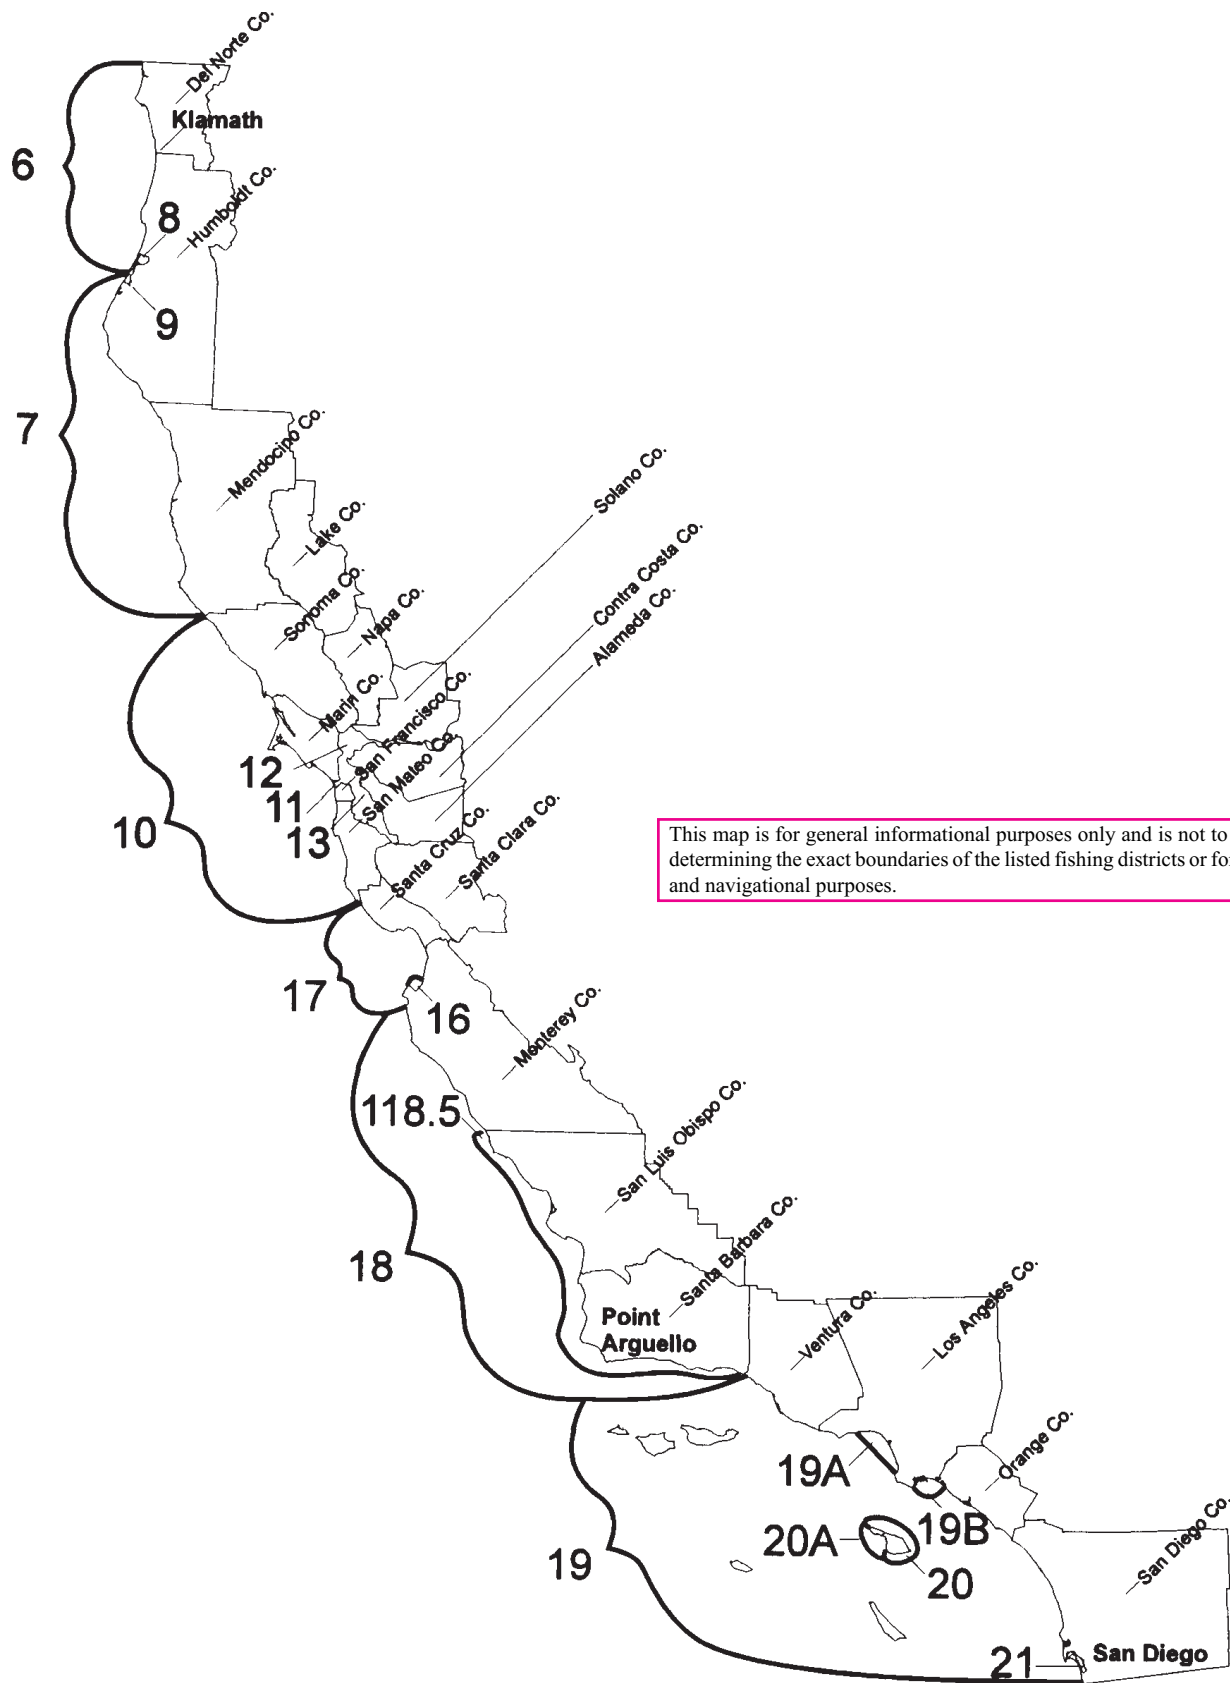 Del Norte Co.
Klamath
6
Humboldt Co.
8
9
7
Mendocino Co.
Lake Co.
Solano Co.
Sonoma Co.
Napa Co.
Contra Costa Co.
Alameda Co.
Marin Co.
San Francisco Co.
12
San Mateo Co.
11
10
13
Santa Cruz Co.
Santa Clara Co.
This map is for general informational purposes only and is not to
determining the exact boundaries of the listed fishing districts or
and navigational purposes.
17
16
Monterey Co.
118.5
San Luis Obispo Co.
18
Santa Barbara Co.
Point
Arguello
Ventura Co.
Los Angeles Co.
19A
Orange Co.
19B
20A
20
19
San Diego Co.
21
San Diego